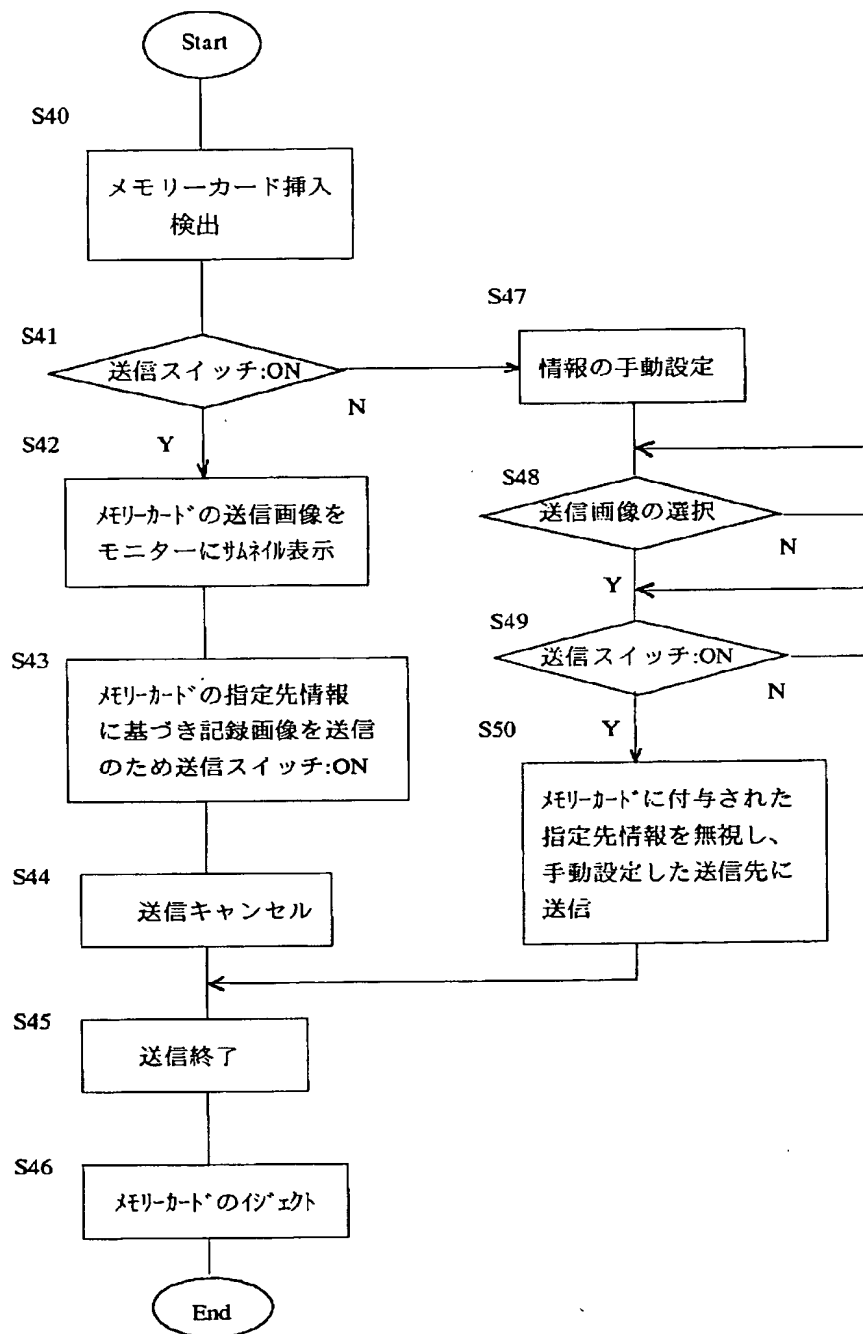 Start
S40
メモリーカード挿入
検出
S41
送信スイッチ:ON
N
Y
S42
ﾒﾓﾘｰｶｰﾄﾞの送信画像を
モニターにｻﾑﾈｲﾙ表示
S43
ﾒﾓﾘｰｶｰﾄﾞの指定先情報
に基づき記録画像を送信
のため送信スイッチ:ON
S44
送信キャンセル
S45
送信終了
S46
ﾒﾓﾘｰｶｰﾄﾞのｲｼﾞｪｸﾄ
End
S47
情報の手動設定
S48
送信画像の選択
N
Y
S49
送信スイッチ:ON
N
Y
S50
ﾒﾓﾘｰｶｰﾄﾞに付与された
指定先情報を無視し、
手動設定した送信先に
送信